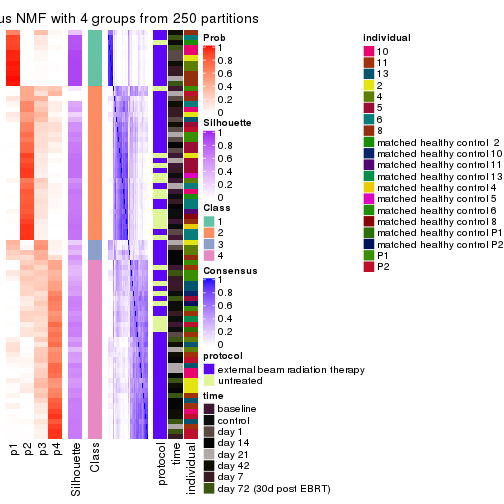 us NMF with 4 groups from 250 partitions
Prob
1
0.8
0.6
0.4
0.2
0
Silhouette
1
0.8
0.6
0.4
0.2
0
Class
1
2
3
4
Consensus
1
0.8
0.6
0.4
0.2
0
protocol
external beam radiation therapy
untreated
time
baseline
control
day 1
day 14
day 21
day 42
day 7
day 72 (30d post EBRT)
individual
10
11
13
2
4
5
6
8
matched healthy control 2
matched healthy control 10
matched healthy control 11
matched healthy control 13
matched healthy control 4
matched healthy control 5
matched healthy control 6
matched healthy control 8
matched healthy control P1
matched healthy control P2
P1
P2
p1
p2
p3
p4
Silhouette
Class
protocol
time
individual